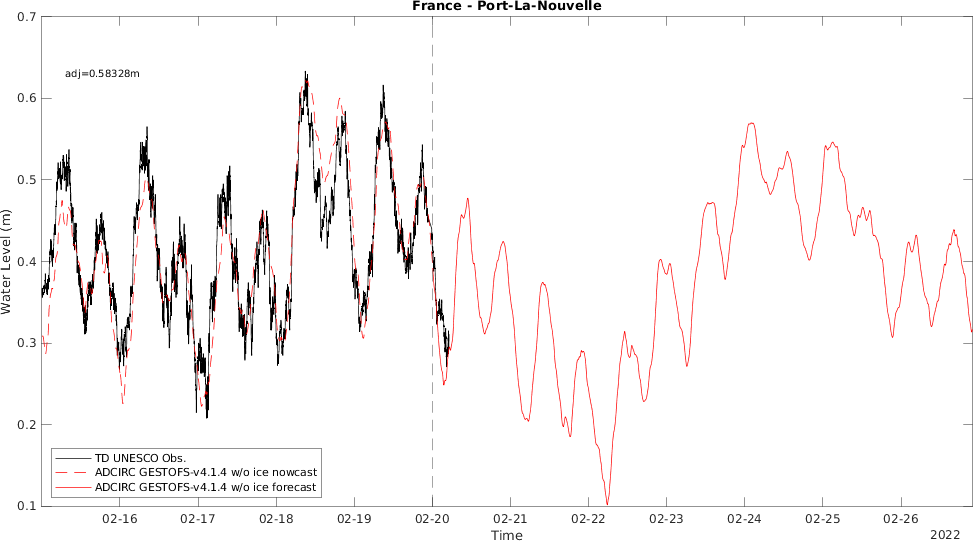 France - Port-La-Nouvelle
0.7
0.6
0.5
0.4
0.3
0.2
0.1
Water Level (m)
adj=0.58328m
TD UNESCO Obs.
ADCIRC GESTOFS-v4.1.4 w/o ice nowcast
ADCIRC GESTOFS-v4.1.4 w/o ice forecast
02-16 02-17 02-18 02-19 02-20 02-21 02-22 02-23 02-24 02-25 02-26
Time
2022